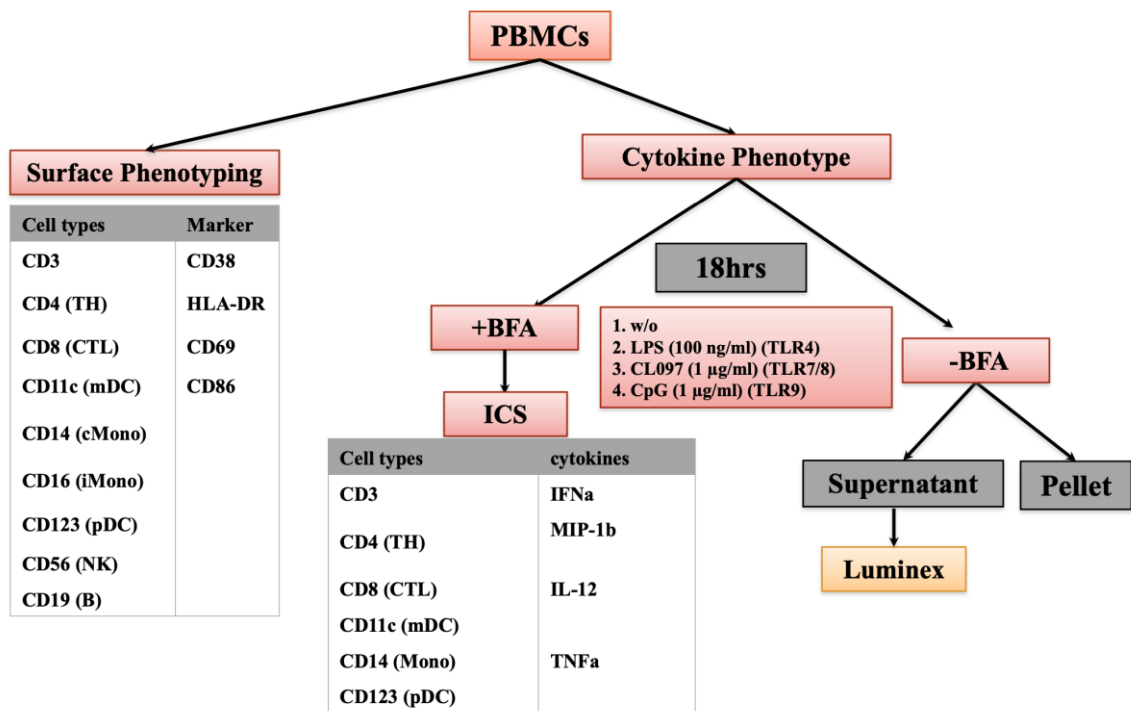 PBMCs
Surface Phenotyping
Cell types Marker
CD3 CD38
CD4 (TH) HLA-DR
CD8 (CTL) CD69
CD11c (mDC) CD86
CD14 (cMono)
CD16 (iMono)
CD123 (pDC)
CD56 (NK)
CD19 (B)
Cytokine Phenotype
18hrs
+BFA
1. w/o
2. LPS (100 ng/ml) (TLR4)
3. CL097 (1 µg/ml) (TLR7/8)
4. CpG (1 µg/ml) (TLR9)
-BFA
ICS
Cell types cytokines
CD3 IFNa
CD4 (TH) MIP-1b
CD8 (CTL) IL-12
CD11c (mDC)
CD14 (Mono) TNFa
CD123 (pDC)
Supernatant
Pellet
Luminex